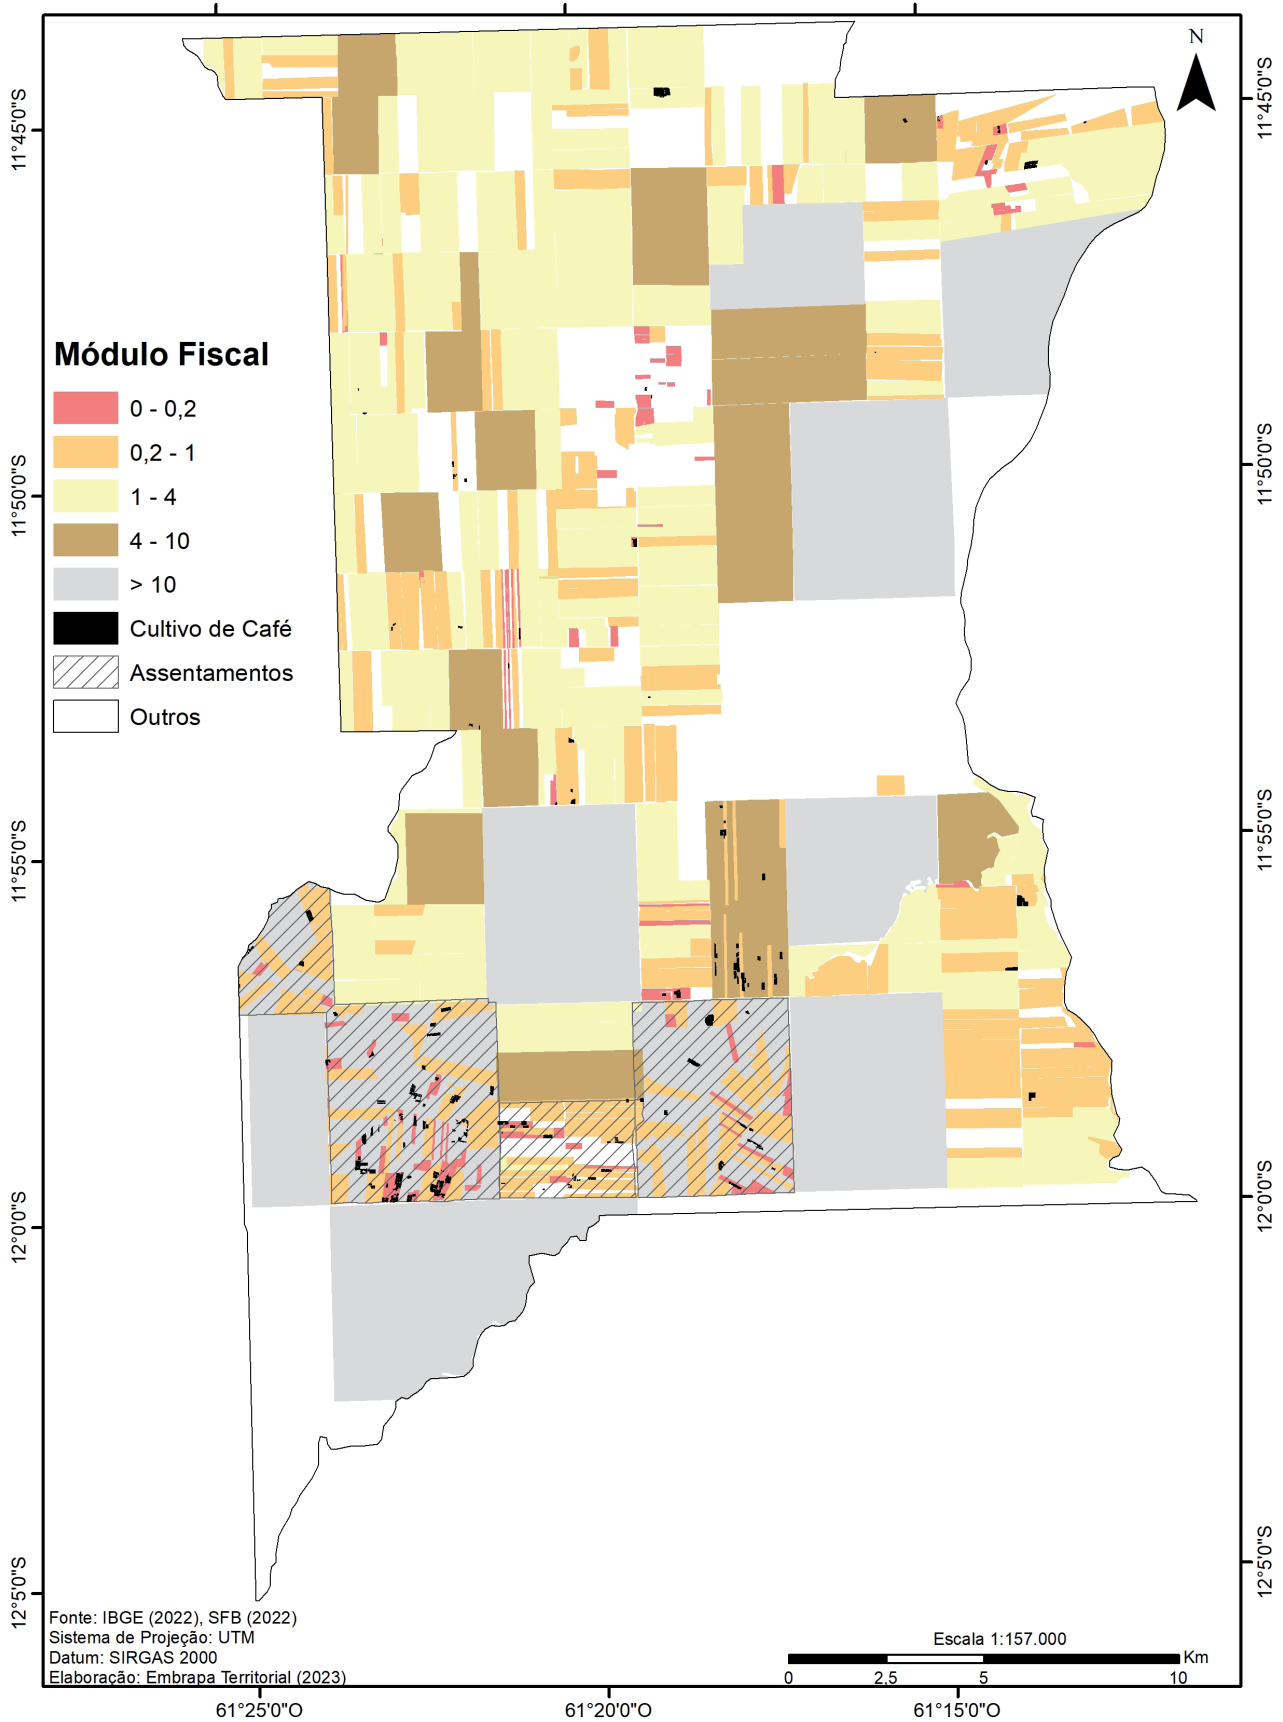 N
11°45'0"S
11°50'0"S
11°55'0"S
12°0'0"S
12°5'0"S
11°45'0"S
11°50'0"S
11°55'0"S
12°0'0"S
12°5'0"S
Módulo Fiscal
0 - 0,2
0,2 - 1
1 - 4
4 - 10
> 10
Cultivo de Café
Assentamentos
Outros
Fonte: IBGE (2022), SFB (2022)
Sistema de Projeção: UTM
Datum: SIRGAS 2000
Elaboração: Embrapa Territorial (2023)
Escala 1:157.000
Km
0 2,5 5 10
61°25'0"O 61°20'0"O 61°15'0"O